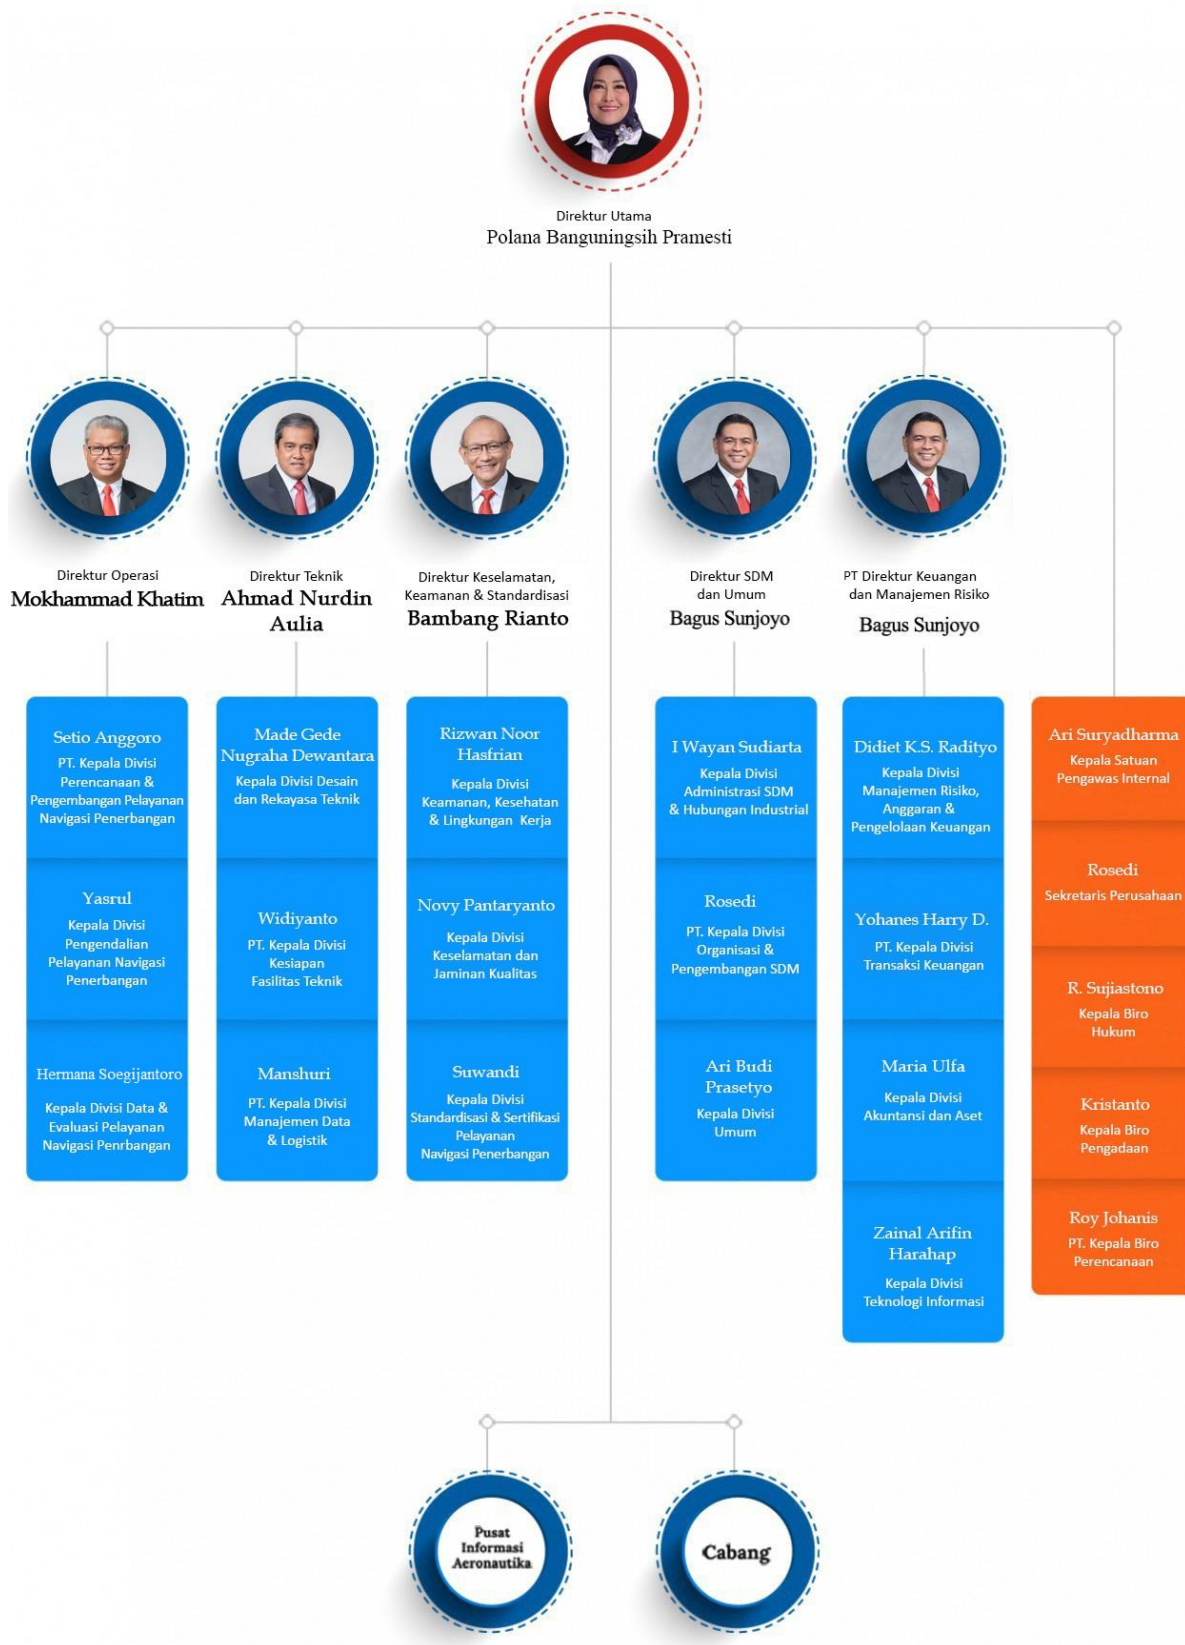 Direktur Utama
Polana Banguningsih Pramesti
Direktur Operasi
Mokhammad Khatim
Direktur Teknik
Ahmad Nurdin
Aulia
Direktur Keselamatan,
Keamanan & Standardisasi
Bambang Rianto
Direktur SDM
dan Umum
Bagus Sunjoyo
PT Direktur Keuangan
dan Manajemen Risiko
Bagus Sunjoyo
Setio Anggoro
PT. Kepala Divisi
Perencanaan &
Pengembangan Pelayanan
Navigasi Penerbangan
Yasrul
Kepala Divisi
Pengendalian
Pelayanan Navigasi
Penerbangan
Hermana Soegijantoro
Kepala Divisi Data &
Evaluasi Pelayanan
Navigasi Penrbangan
Made Gede
Nugraha Dewantara
Kepala Divisi Desain
dan Rekayasa Teknik
Widiyanto
PT. Kepala Divisi
Kesiapan
Fasilitas Teknik
Manshuri
PT. Kepala Divisi
Manajemen Data
& Logistik
Rizwan Noor
Hasfrian
Kepala Divisi
Keamanan, Kesehatan
& Lingkungan Kerja
Novy Pantaryanto
Kepala Divisi
Keselamatan dan
Jaminan Kualitas
Suwandi
Kepala Divisi
Standardisasi & Sertifikasi
Pelayanan
Navigasi Penerbangan
I Wayan Sudiarta
Kepala Divisi
Administrasi SDM
& Hubungan Industrial
Rosedi
PT. Kepala Divisi
Organisasi &
Pengembangan SDM
Ari Budi
Prasetyo
Kepala Divisi
Umum
Didiet K.S. Radityo
Kepala Divisi
Manajemen Risiko,
Anggaran &
Pengelolaan Keuangan
Yohanes Harry D.
PT. Kepala Divisi
Transaksi Keuangan
Maria Ulfa
Kepala Divisi
Akuntansi dan Aset
Zainal Arifin
Harahap
Kepala Divisi
Teknologi Informasi
Ari Suryadharma
Kepala Satuan
Pengawas Internal
Rosedi
Sekretaris Perusahaan
R. Sujiastono
Kepala Biro
Hukum
Kristanto
Kepala Biro
Pengadaan
Roy Johanis
PT. Kepala Biro
Perencanaan
Pusat
Informasi
Aeronautika
Cabang